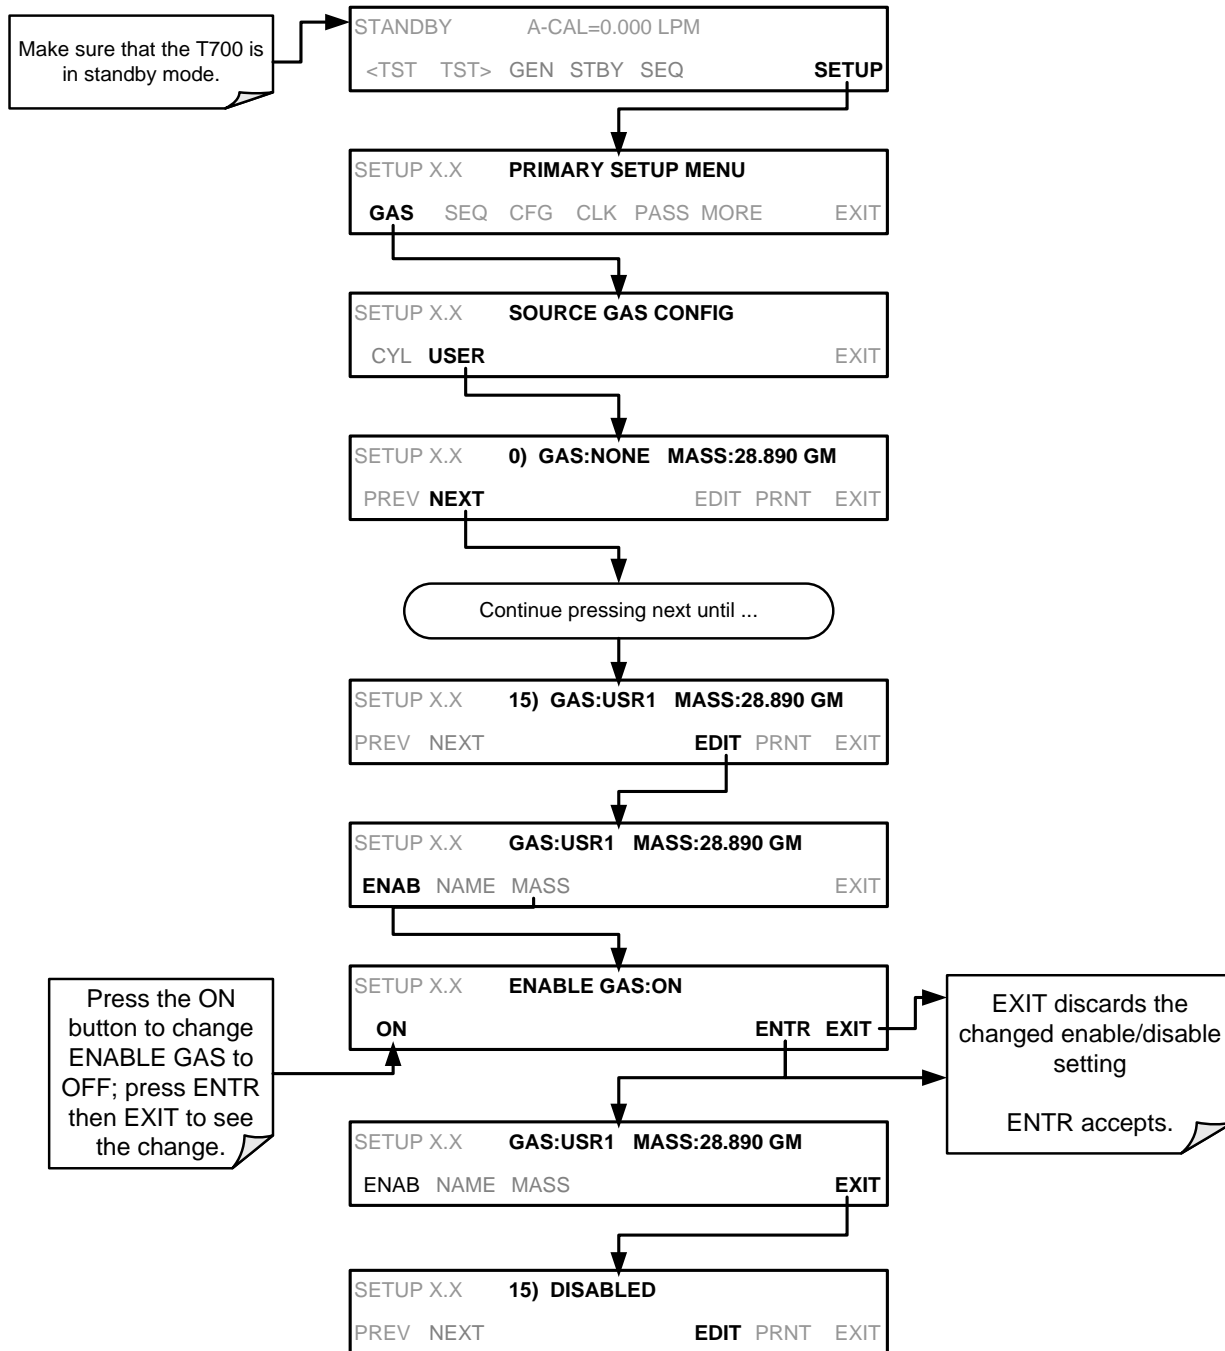 Make sure that the T700 is
in standby mode.
STANDBY A-CAL=0.000 LPM
<TST TST> GEN STBY SEQ SETUP
SETUP X.X PRIMARY SETUP MENU
GAS SEQ CFG CLK PASS MORE EXIT
SETUP X.X SOURCE GAS CONFIG
CYL USER EXIT
SETUP X.X 0) GAS:NONE MASS:28.890 GM
PREV NEXT EDIT PRNT EXIT
Continue pressing next until ...
SETUP X.X 15) GAS:USR1 MASS:28.890 GM
PREV NEXT EDIT PRNT EXIT
SETUP X.X GAS:USR1 MASS:28.890 GM
ENAB NAME MASS EXIT
SETUP X.X ENABLE GAS:ON
ON ENTR EXIT
Press the ON
button to change
ENABLE GAS to
OFF; press ENTR
then EXIT to see
the change.
EXIT discards the
changed enable/disable
setting
ENTR accepts.
SETUP X.X GAS:USR1 MASS:28.890 GM
ENAB NAME MASS EXIT
SETUP X.X 15) DISABLED
PREV NEXT EDIT PRNT EXIT